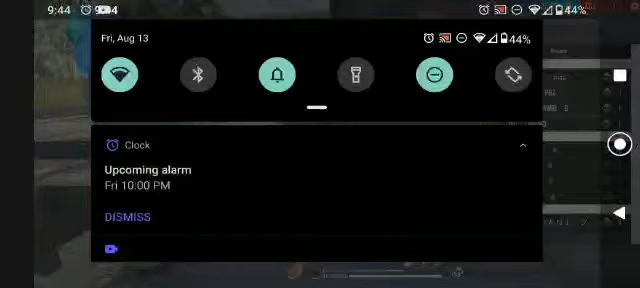 9:44
44%
Fri, Aug 13
44%
Clock
Upcoming alarm
Fri 10:00 PM
DISMISS